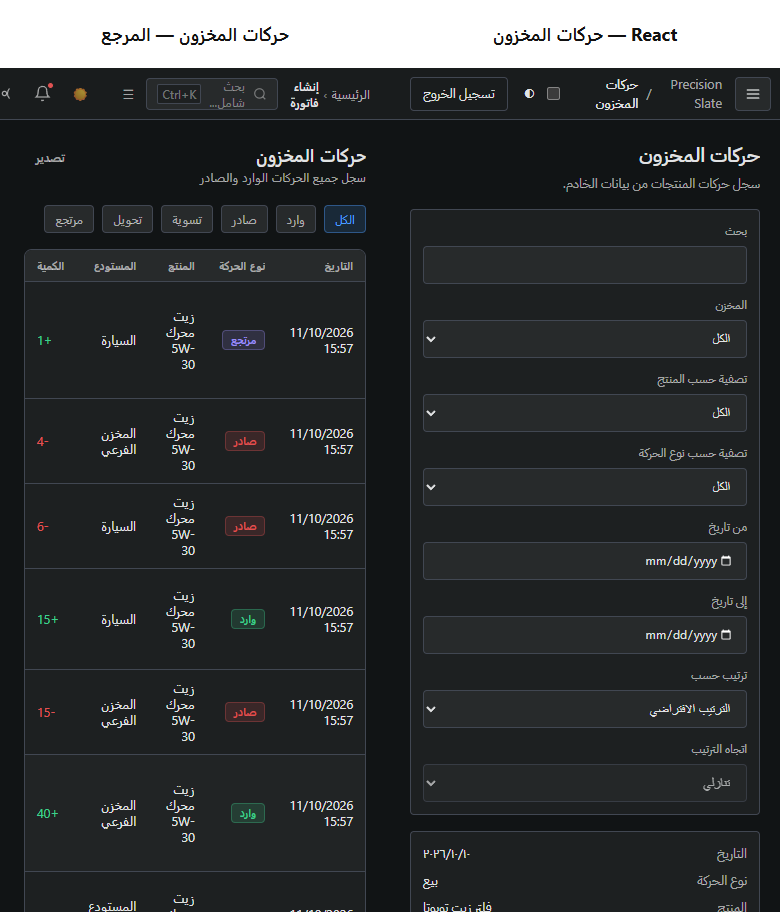 React — حركات المخزون
Precision Slate / حركات المخزون
تسجيل الخروج
حركات المخزون
سجل حركات المنتجات من بيانات الخادم.
بحث
المخزن
الكل
تصفية حسب المنتج
الكل
تصفية حسب نوع الحركة
الكل
من تاريخ
mm/dd/yyyy
إلى تاريخ
mm/dd/yyyy
ترتيب حسب
الترتيب الافتراضي
اتجاه الترتيب
تنازلي
التاريخ
نوع الحركة
بيع
المنتج
فلتر زيت تويوتا
حركات المخزون — المرجع
الرئيسية › إنشاء فاتورة
بحث شامل... Ctrl+K
حركات المخزون
تصدير
سجل جميع الحركات الوارد والصادر
الكل وارد صادر تسوية تحويل مرتجع
التاريخ نوع الحركة المنتج المستودع الكمية
11/10/2026 15:57 مرتجع زيت محرك 5W-30 السيارة +1
11/10/2026 15:57 صادر زيت محرك 5W-30 المخزن الفرعي -4
11/10/2026 15:57 صادر زيت محرك 5W-30 السيارة -6
11/10/2026 15:57 وارد زيت محرك 5W-30 السيارة +15
11/10/2026 15:57 صادر زيت محرك 5W-30 المخزن الفرعي -15
11/10/2026 15:57 وارد زيت محرك 5W-30 المخزن الفرعي +40
زيت المستودع